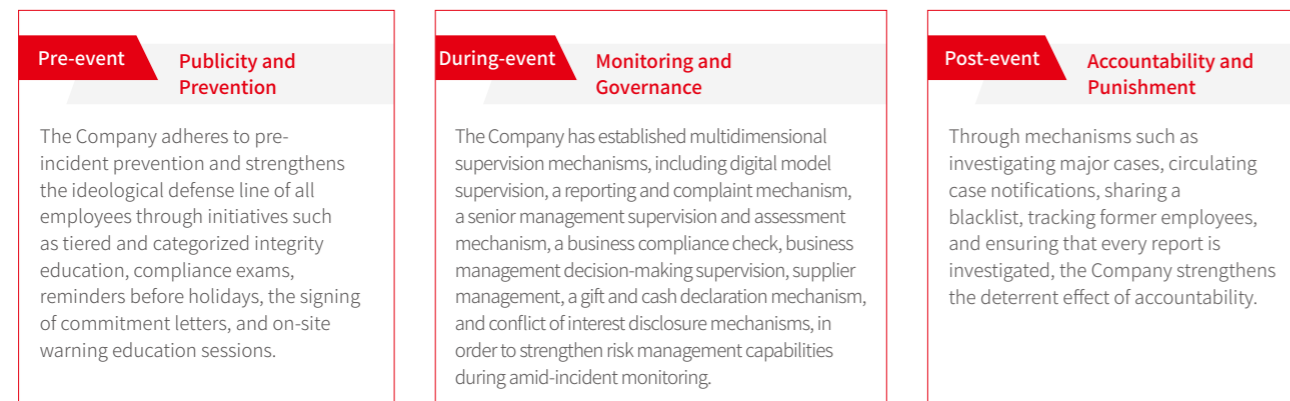 Pre-event
Publicity and
Prevention
The Company adheres to pre-
incident prevention and strengthens
the ideological defense line of all
employees through initiatives such
as tiered and categorized integrity
education, compliance exams,
reminders before holidays, the signing
of commitment letters, and on-site
warning education sessions.
During-event
Monitoring and
Governance
The Company has established multidimensional
supervision mechanisms, including digital model
supervision, a reporting and complaint mechanism,
a senior management supervision and assessment
mechanism, a business compliance check, business
management decision-making supervision, supplier
management, a gift and cash declaration mechanism,
and conflict of interest disclosure mechanisms, in
order to strengthen risk management capabilities
during amid-incident monitoring.
Post-event
Accountability and
Punishment
Through mechanisms such as
investigating major cases, circulating
case notifications, sharing a
blacklist, tracking former employees,
and ensuring that every report is
investigated, the Company strengthens
the deterrent effect of accountability.